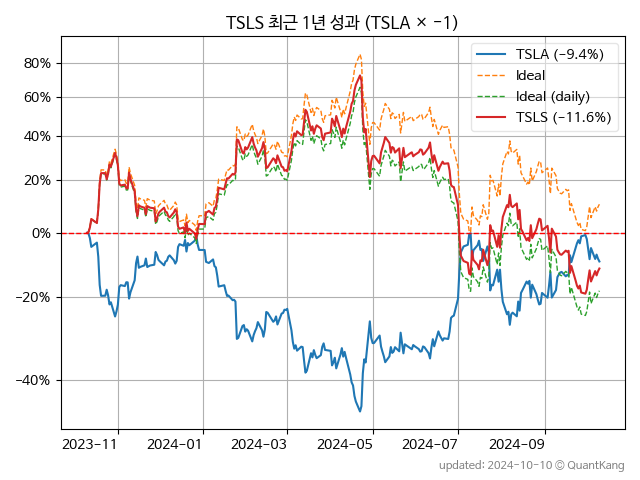 TSLS 최근 1년 성과 (TSLA × −1)
TSLA (−9.4%)
Ideal
Ideal (daily)
TSLS (−11.6%)
80%
60%
40%
20%
0%
−20%
−40%
2023-11
2024-01
2024-03
2024-05
2024-07
2024-09
updated: 2024-10-10 © QuantKang